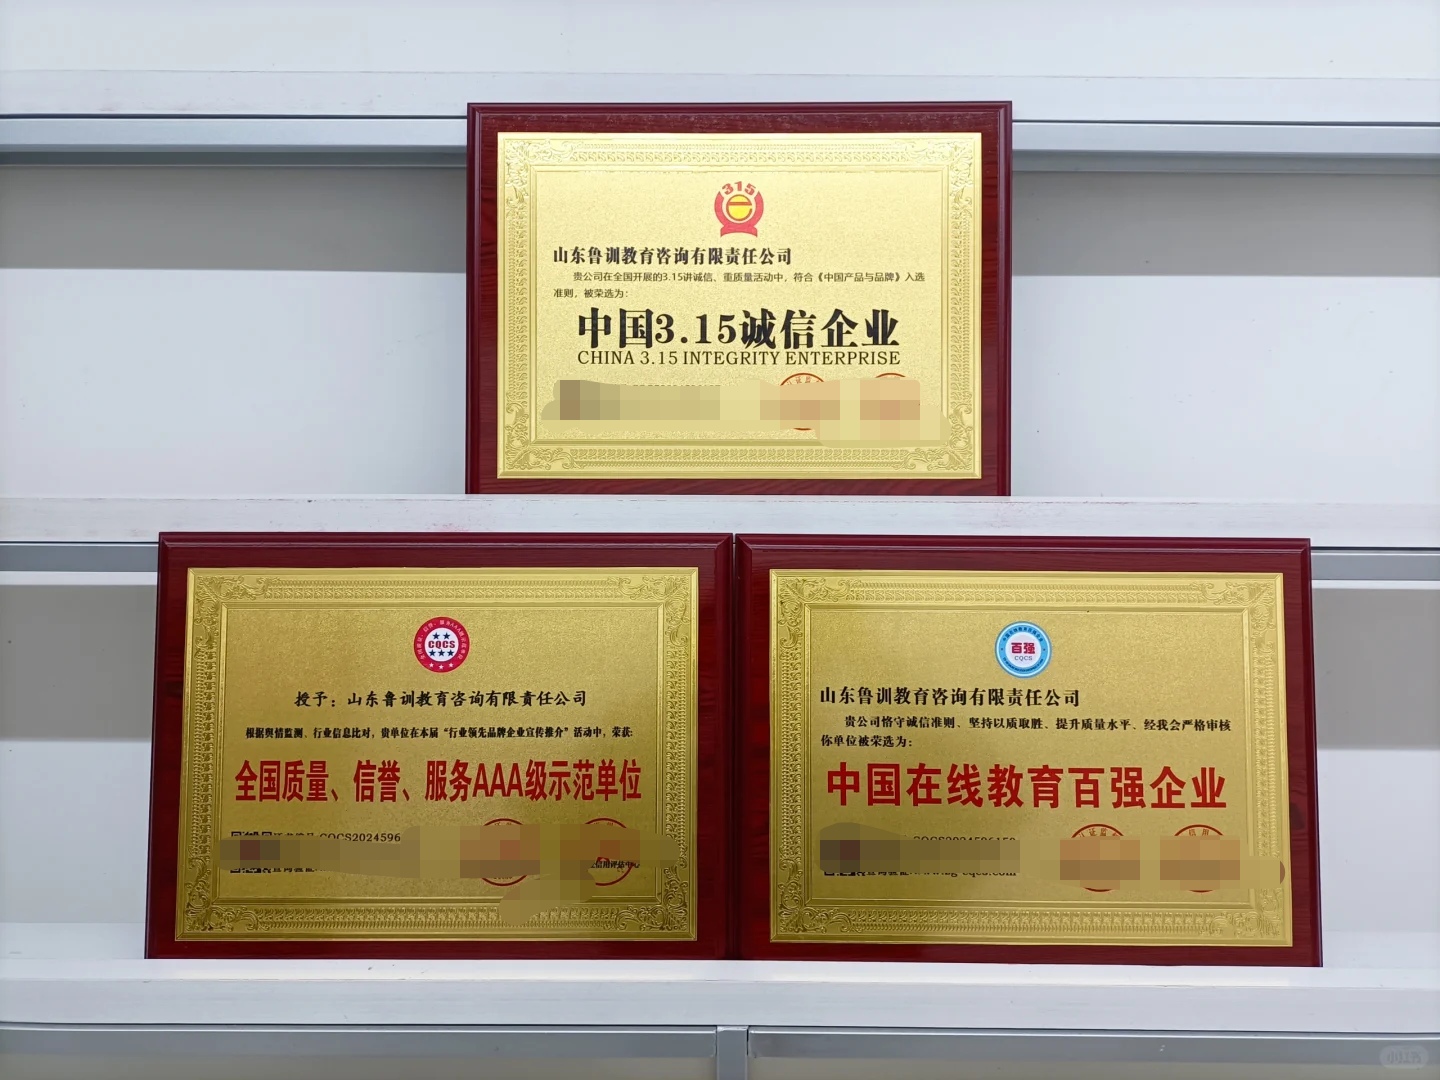 315
山东鲁训教育咨询有限责任公司
贵公司在全国开展的3.15讲诚信、重质量活动中，符合《中国产品与品牌》入选
准则，被荣选为：
中国3.15诚信企业
CHINA 3.15 INTEGRITY ENTERPRISE
CQCS
授予：山东鲁训教育咨询有限责任公司
根据舆情监测、行业信息比对，贵单位在本届“行业领先品牌企业宣传推介”活动中，荣获：
全国质量、信誉、服务AAA级示范单位
CQCS2024596
百强
CQCS
山东鲁训教育咨询有限责任公司
贵公司恪守诚信准则、坚持以质取胜、提升质量水平、经我会严格审核
你单位被荣选为：
中国在线教育百强企业
小红书